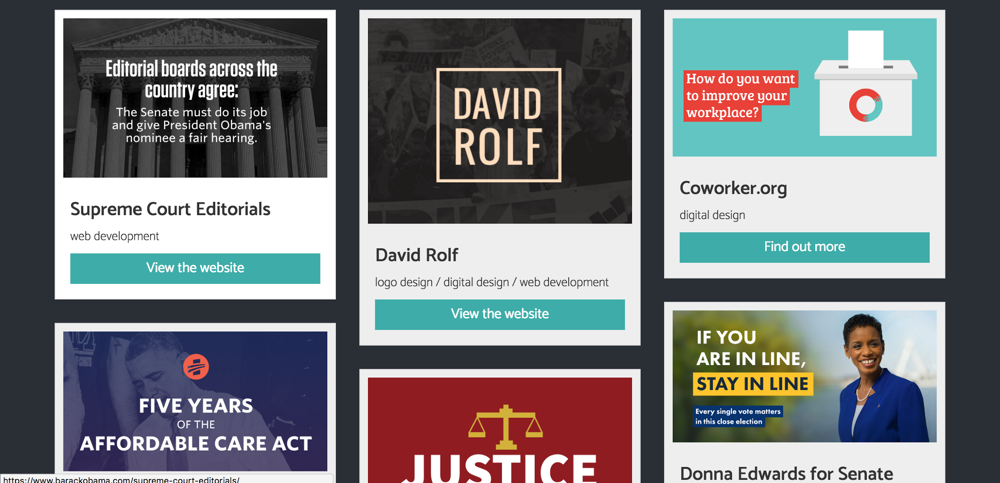 Editorial boards across the
country agree:
The Senate must do its job
and give President Obama's
nominee a fair hearing.
Supreme Court Editorials
web development
View the website
FIVE YEARS
OF THE
AFFORDABLE CARE ACT
https://www.barackobama.com/supreme-court-editorials/
SEATTLE
STRIKE
POVERTY
DAVID
ROLF
David Rolf
logo design / digital design / web development
View the website
JUSTICE
How do you want
to improve your
workplace?
Coworker.org
digital design
Find out more
IF YOU
ARE IN LINE,
STAY IN LINE
Every single vote matters
in this close election
Donna Edwards for Senate